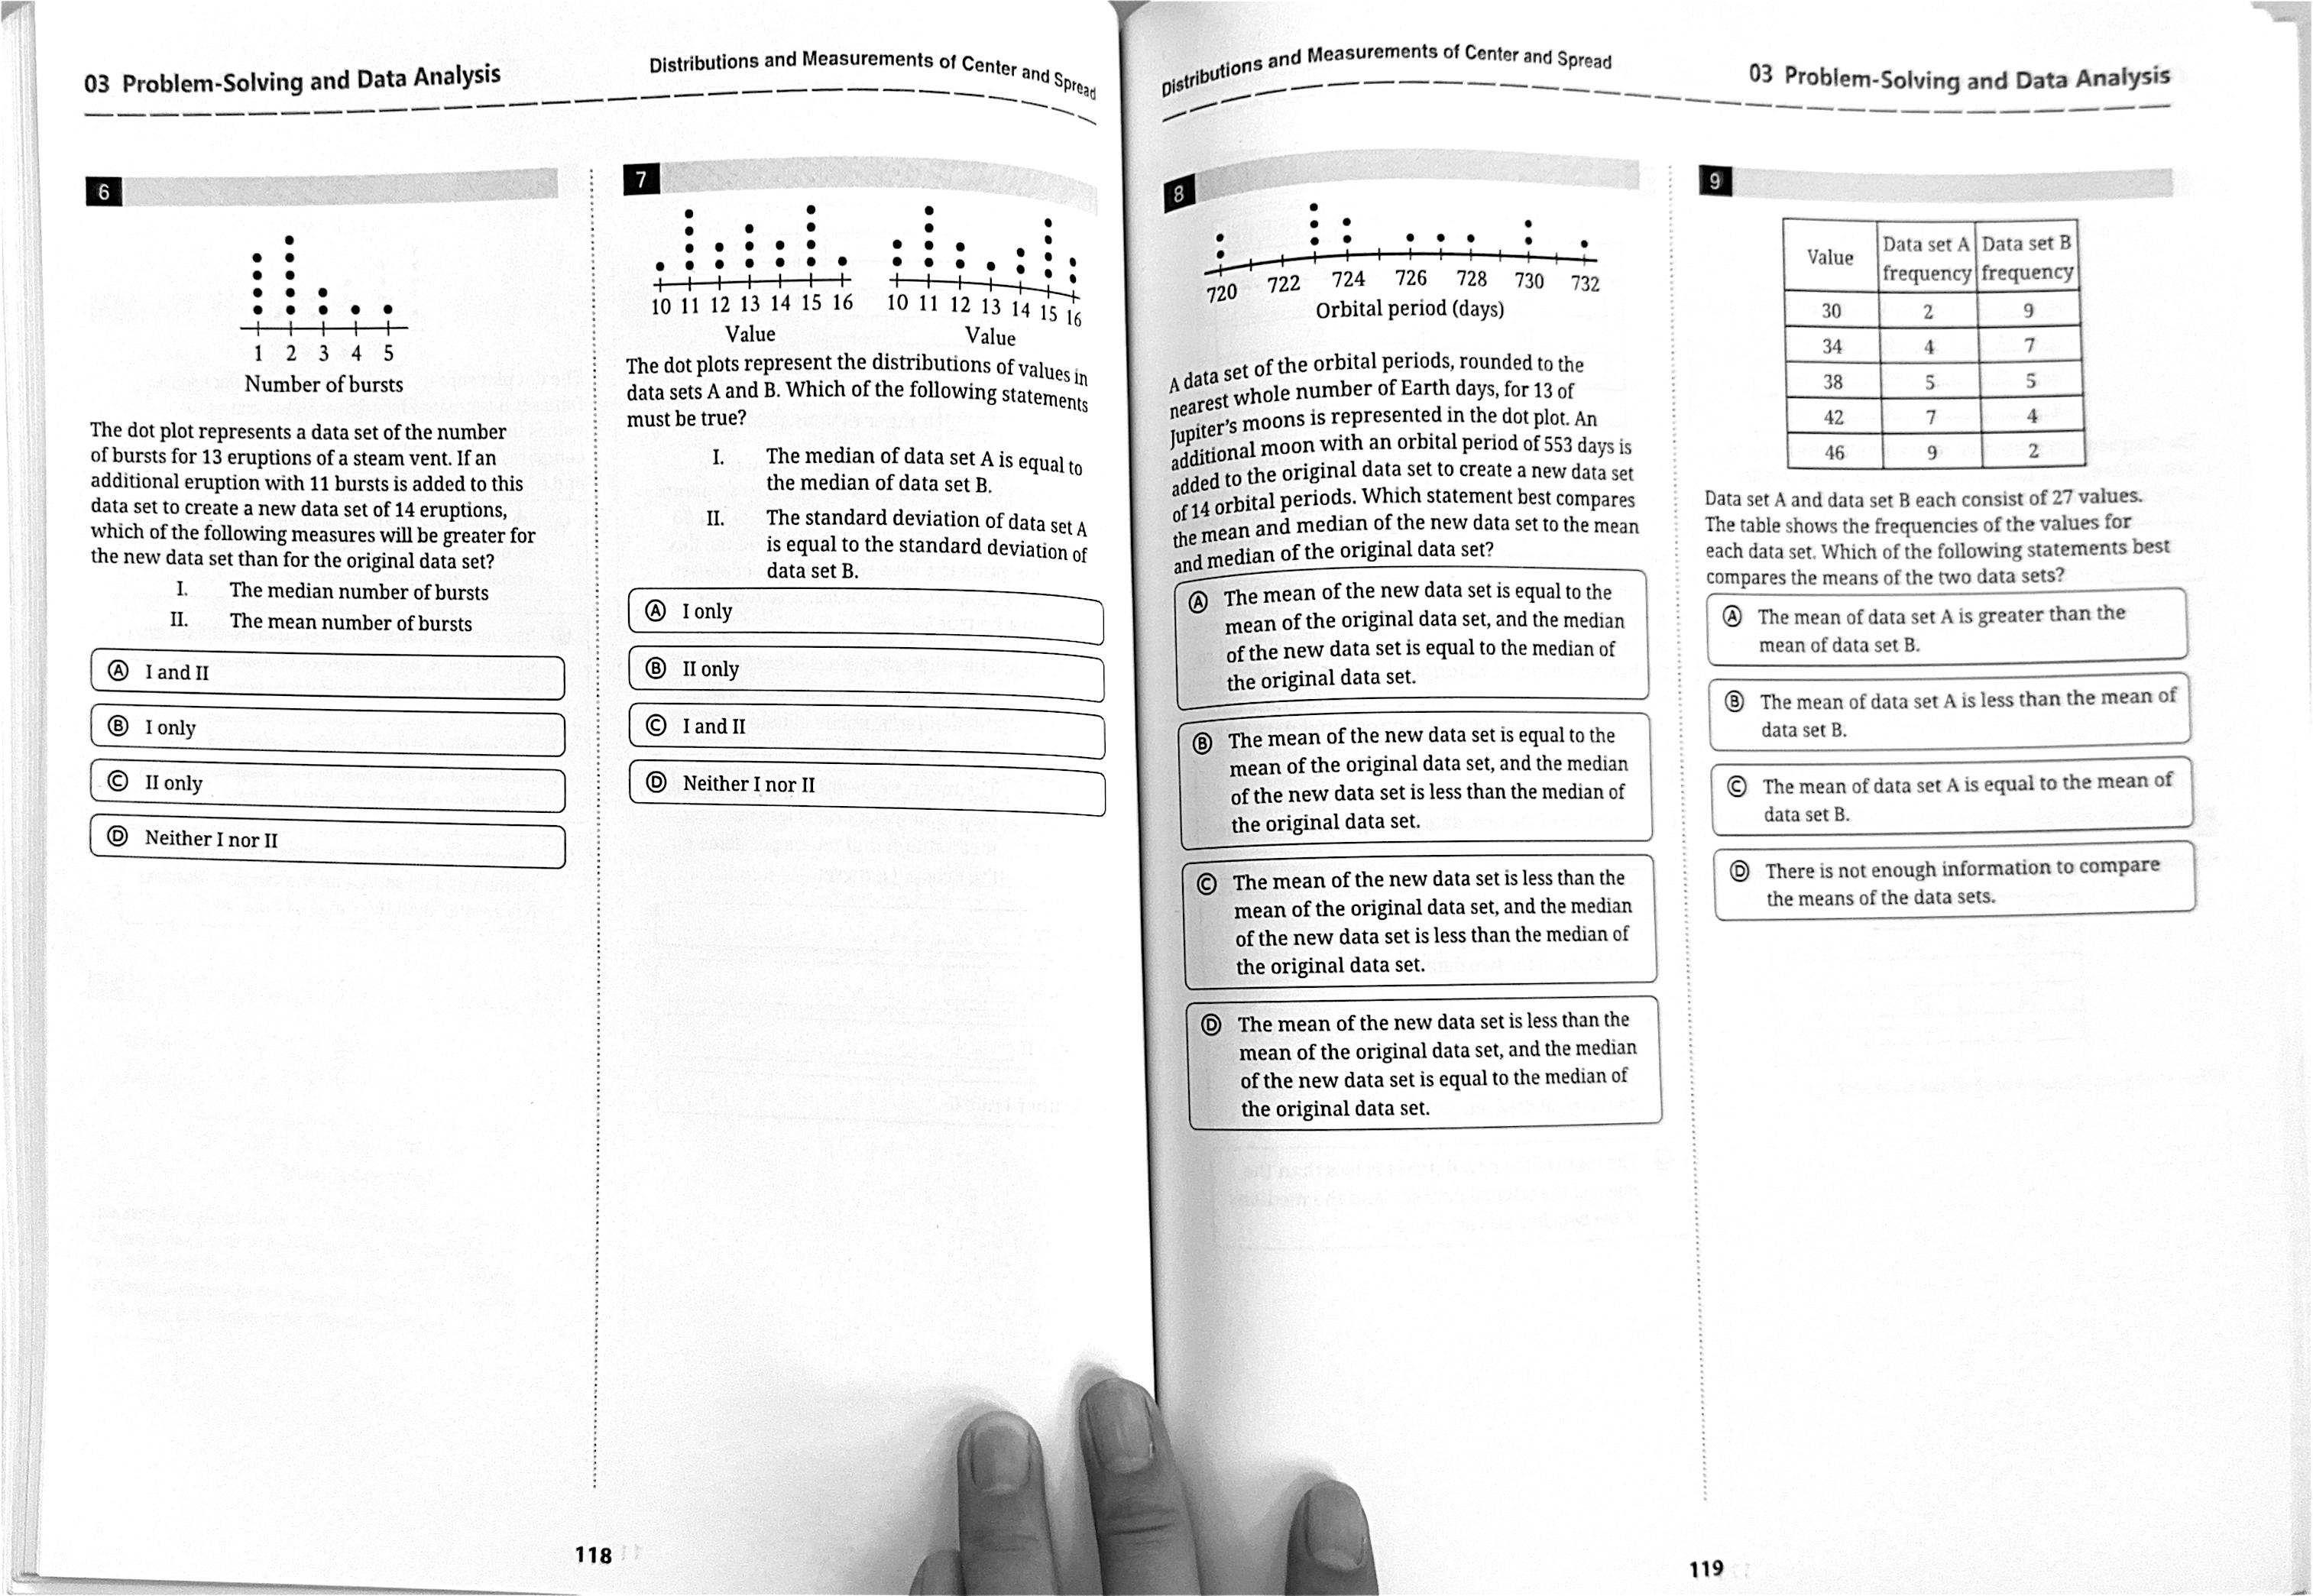 03 Problem-Solving and Data Analysis
Distributions and Measurements of Center and Spread
6
1 2 3 4 5
Number of bursts
The dot plot represents a data set of the number
of bursts for 13 eruptions of a steam vent. If an
additional eruption with 11 bursts is added to this
data set to create a new data set of 14 eruptions,
which of the following measures will be greater for
the new data set than for the original data set?
I. The median number of bursts
II. The mean number of bursts
Ⓐ I and II
Ⓑ I only
Ⓒ II only
Ⓓ Neither I nor II
7
10 11 12 13 14 15 16
Value
10 11 12 13 14 15 16
Value
The dot plots represent the distributions of values in
data sets A and B. Which of the following statements
must be true?
I. The median of data set A is equal to
the median of data set B.
II. The standard deviation of data set A
is equal to the standard deviation of
data set B.
Ⓐ I only
Ⓑ II only
Ⓒ I and II
Ⓓ Neither I nor II
118
Distributions and Measurements of Center and Spread
03 Problem-Solving and Data Analysis
8
720 722 724 726 728 730 732
Orbital period (days)
A data set of the orbital periods, rounded to the
nearest whole number of Earth days, for 13 of
Jupiter's moons is represented in the dot plot. An
additional moon with an orbital period of 553 days is
added to the original data set to create a new data set
of 14 orbital periods. Which statement best compares
the mean and median of the new data set to the mean
and median of the original data set?
Ⓐ The mean of the new data set is equal to the
mean of the original data set, and the median
of the new data set is equal to the median of
the original data set.
Ⓑ The mean of the new data set is equal to the
mean of the original data set, and the median
of the new data set is less than the median of
the original data set.
Ⓒ The mean of the new data set is less than the
mean of the original data set, and the median
of the new data set is less than the median of
the original data set.
Ⓓ The mean of the new data set is less than the
mean of the original data set, and the median
of the new data set is equal to the median of
the original data set.
9
Value Data set A frequency Data set B frequency
30 2 9
34 4 7
38 5 5
42 7 4
46 9 2
Data set A and data set B each consist of 27 values.
The table shows the frequencies of the values for
each data set. Which of the following statements best
compares the means of the two data sets?
Ⓐ The mean of data set A is greater than the
mean of data set B.
Ⓑ The mean of data set A is less than the mean of
data set B.
Ⓒ The mean of data set A is equal to the mean of
data set B.
Ⓓ There is not enough information to compare
the means of the data sets.
119